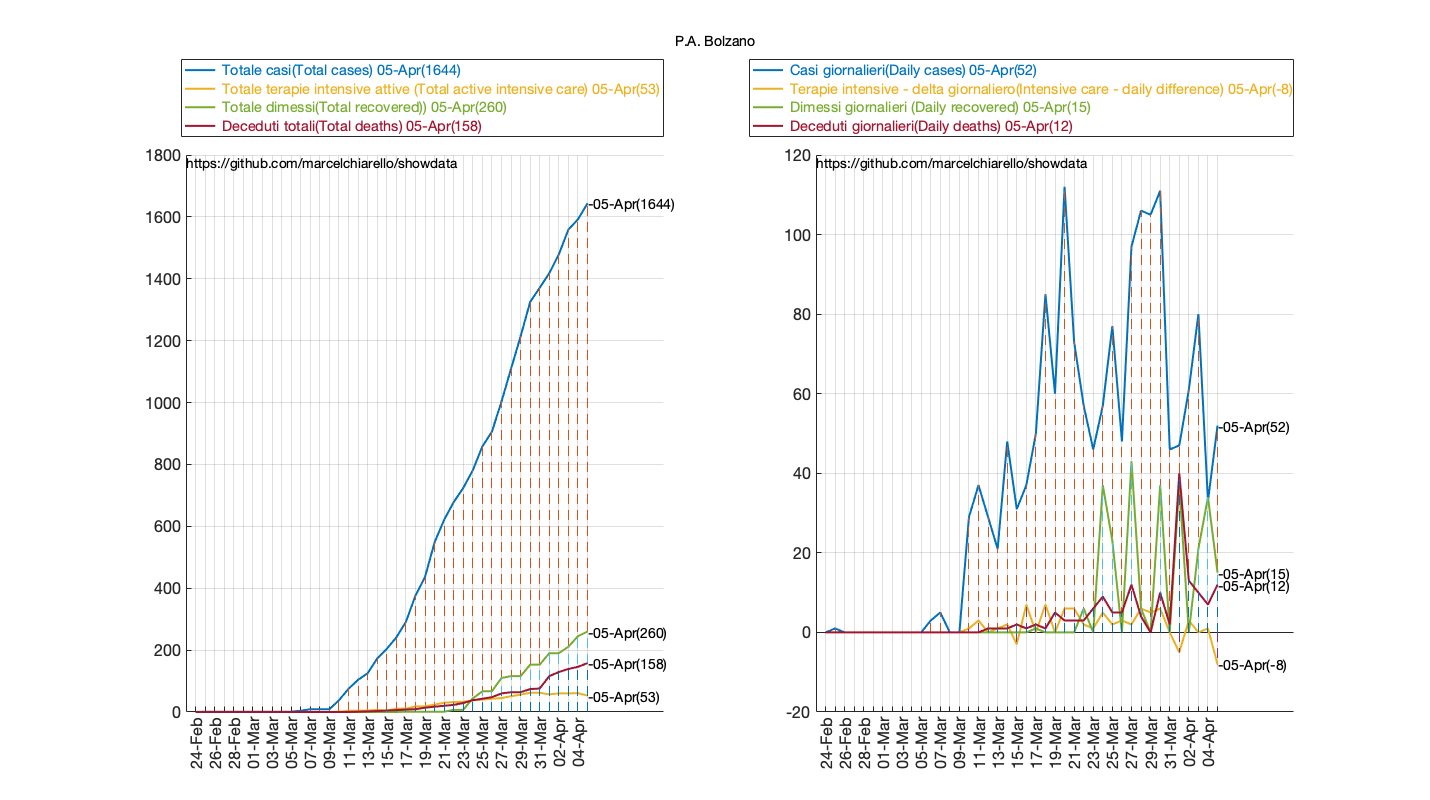 P.A. Bolzano
Totale casi(Total cases) 05-Apr(1644)
Totale terapie intensive attive (Total active intensive care) 05-Apr(53)
Totale dimessi(Total recovered)) 05-Apr(260)
Deceduti totali(Total deaths) 05-Apr(158)
1800
https://github.com/marcelchiarello/showdata
1600
1400
1200
1000
800
600
400
200
0
-05-Apr(1644)
-05-Apr(260)
-05-Apr(158)
-05-Apr(53)
24-Feb
26-Feb
28-Feb
01-Mar
03-Mar
05-Mar
07-Mar
09-Mar
11-Mar
13-Mar
15-Mar
17-Mar
19-Mar
21-Mar
23-Mar
25-Mar
27-Mar
29-Mar
31-Mar
02-Apr
04-Apr
Casi giornalieri(Daily cases) 05-Apr(52)
Terapie intensive - delta giornaliero(Intensive care - daily difference) 05-Apr(-8)
Dimessi giornalieri (Daily recovered) 05-Apr(15)
Deceduti giornalieri(Daily deaths) 05-Apr(12)
120
https://github.com/marcelchiarello/showdata
100
80
60
40
20
0
-20
-05-Apr(52)
-05-Apr(15)
-05-Apr(12)
-05-Apr(-8)
24-Feb
26-Feb
28-Feb
01-Mar
03-Mar
05-Mar
07-Mar
09-Mar
11-Mar
13-Mar
15-Mar
17-Mar
19-Mar
21-Mar
23-Mar
25-Mar
27-Mar
29-Mar
31-Mar
02-Apr
04-Apr